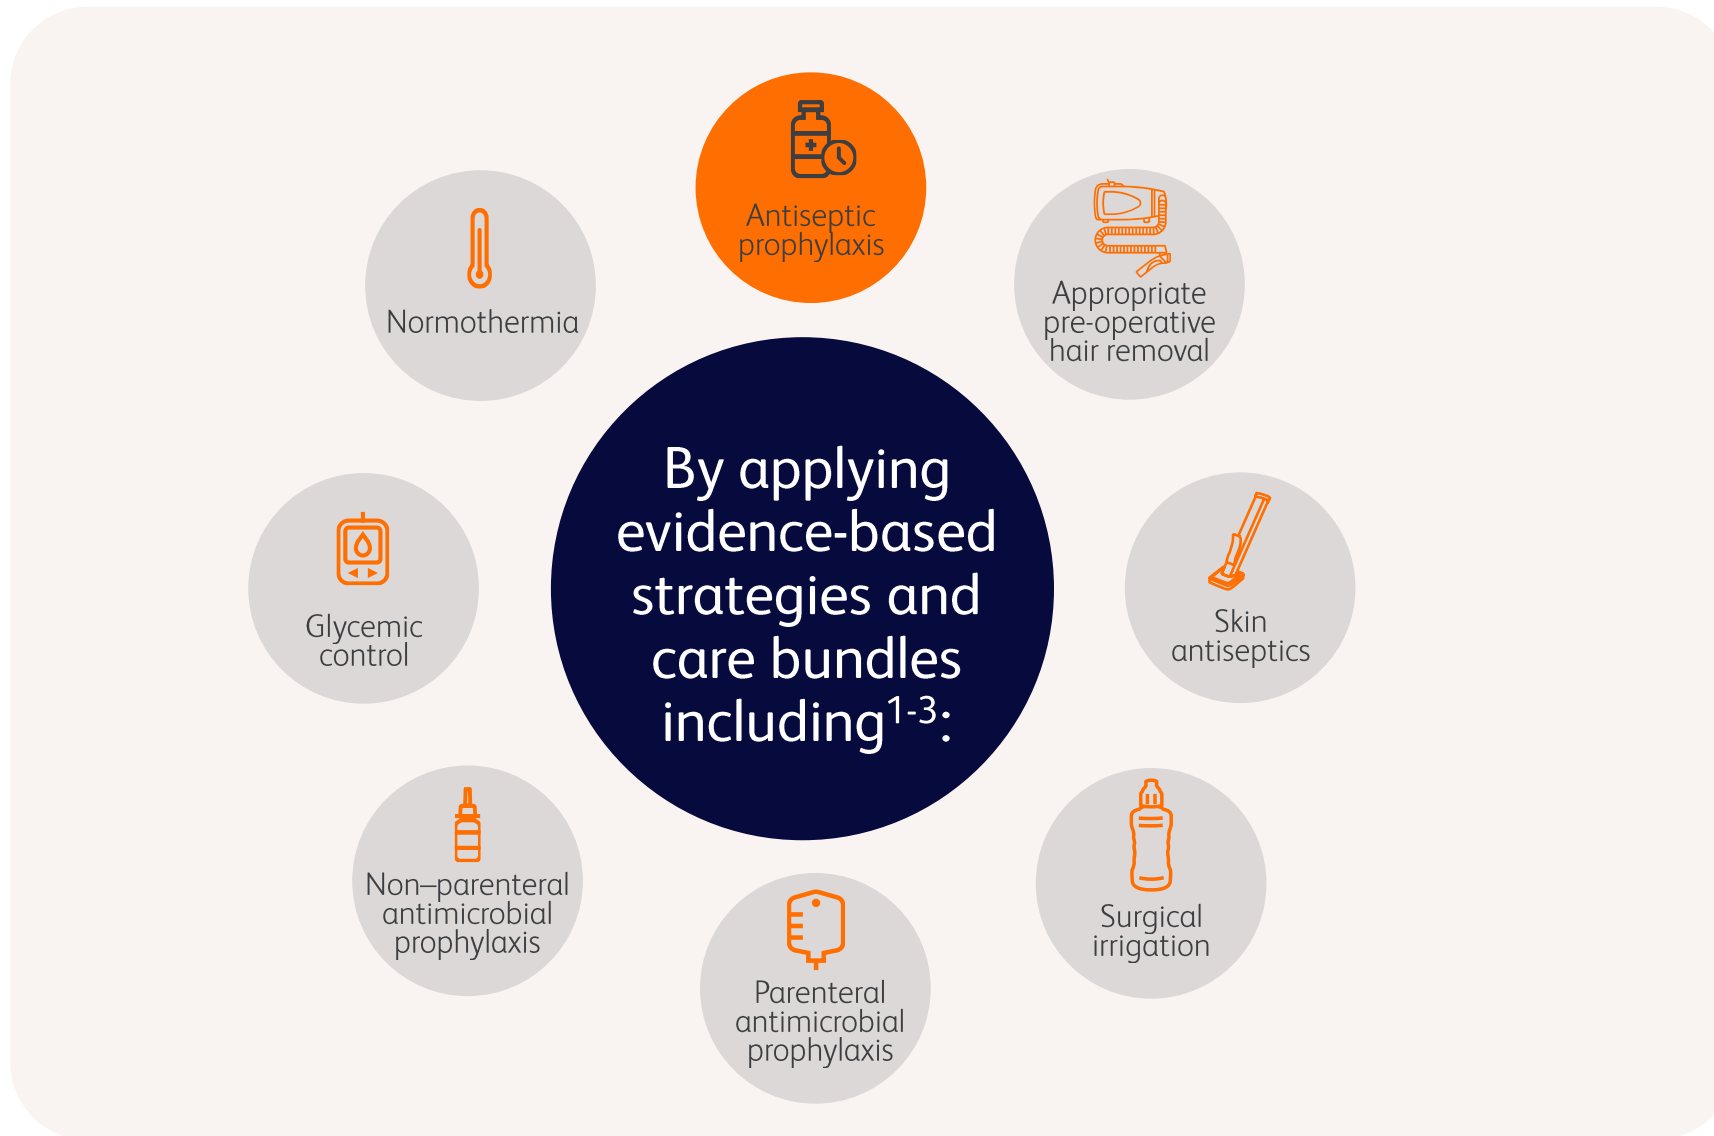 Antiseptic
prophylaxis
Appropriate
pre-operative
hair removal
Normothermia
By applying
evidence-based
strategies and
care bundles
including¹⁻³:
Skin
antiseptics
Glycemic
control
Surgical
irrigation
Non–parenteral
antimicrobial
prophylaxis
Parenteral
antimicrobial
prophylaxis